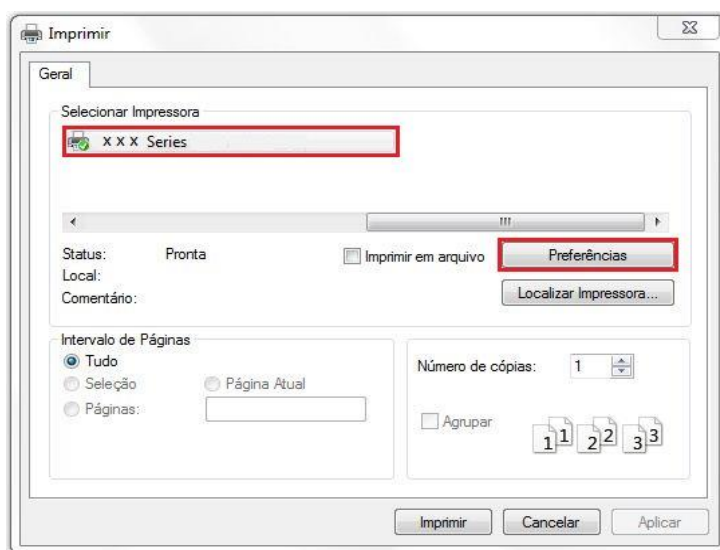 Imprimir
Geral
Selecionar Impressora
x x x Series
Status: Pronta
Imprimir em arquivo
Preferências
Local:
Comentário:
Localizar Impressora...
Intervalo de Páginas
Tudo
Seleção
Página Atual
Páginas:
Número de cópias: 1
Agrupar
1 1 2 2 3 3
Imprimir
Cancelar
Aplicar